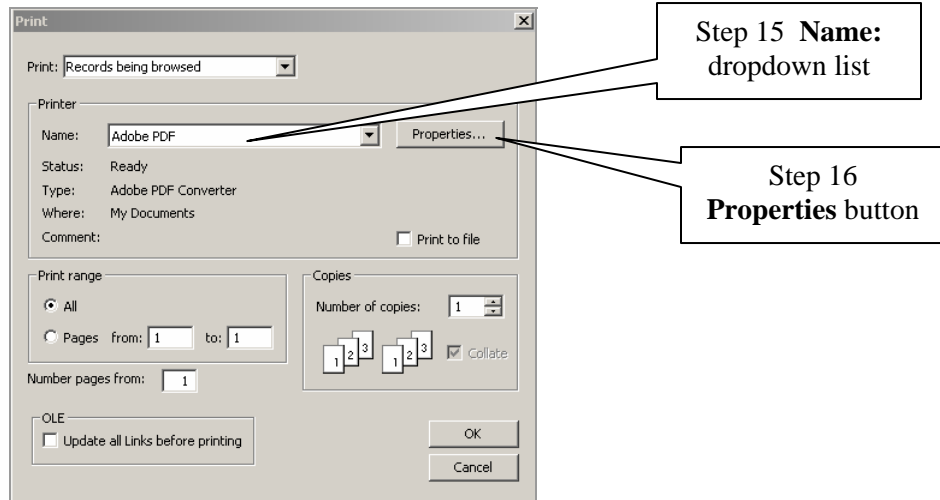 Print
Print: Records being browsed
Printer
Name: Adobe PDF Properties...
Status: Ready
Type: Adobe PDF Converter
Where: My Documents
Comment: Print to file
Print range
All
Pages from: 1 to: 1
Number pages from: 1
Copies
Number of copies: 1
1 2 3 1 2 3 Collate
OLE
Update all Links before printing
OK
Cancel
Step 15 Name:
dropdown list
Step 16
Properties button